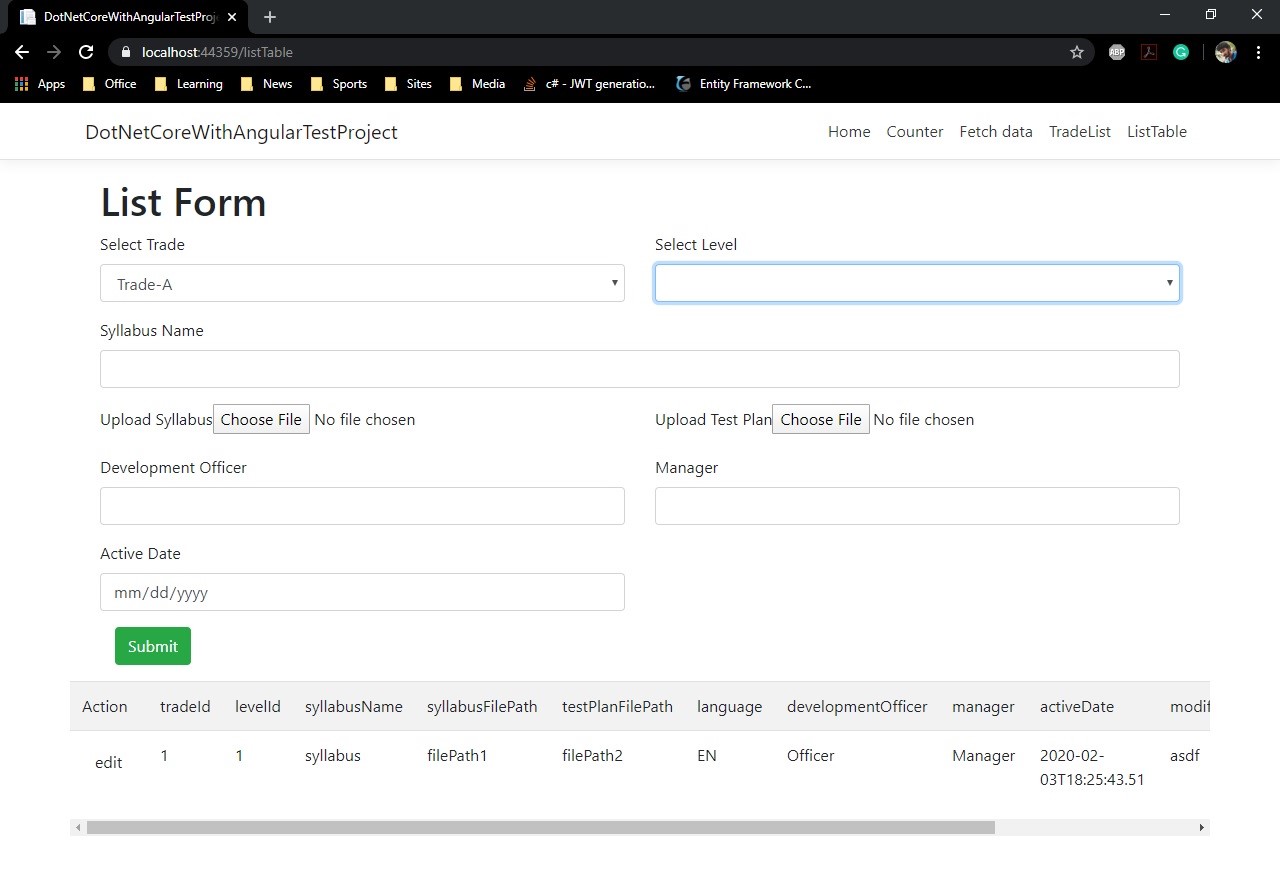 DotNetCoreWithAngularTestProj
localhost:44359/listTable
ABP
Apps Office Learning News Sports Sites Media c# - JWT generatio... Entity Framework C...
DotNetCoreWithAngularTestProject Home Counter Fetch data TradeList ListTable
List Form
Select Trade Select Level
Trade-A
Syllabus Name
Upload Syllabus Choose File No file chosen Upload Test Plan Choose File No file chosen
Development Officer Manager
Active Date
mm/dd/yyyy
Submit
Action tradeId levelId syllabusName syllabusFilePath testPlanFilePath language developmentOfficer manager activeDate modif
edit 1 1 syllabus filePath1 filePath2 EN Officer Manager 2020-02- asdf
03T18:25:43.51